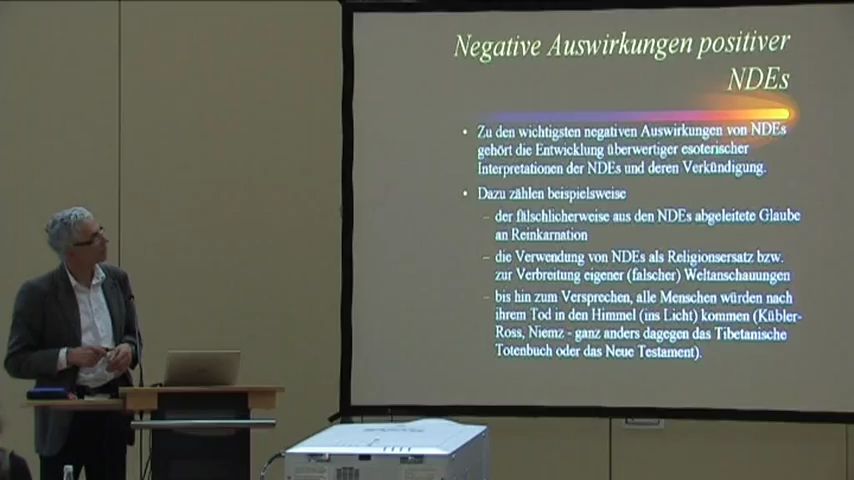 Negative Auswirkungen positiver
NDEs
• Zu den wichtigsten negativen Auswirkungen von NDEs
gehört die Entwicklung überwertiger esoterischer
Interpretationen der NDEs und deren Verkündigung.
• Dazu zählen beispielsweise
– der fälschlicherweise aus den NDEs abgeleitete Glaube
an Reinkarnation
– die Verwendung von NDEs als Religionsersatz bzw.
zur Verbreitung eigener (falscher) Weltanschauungen
– bis hin zum Versprechen, alle Menschen würden nach
ihrem Tod in den Himmel (ins Licht) kommen (Kübler-
Ross, Niemz - ganz anders dagegen das Tibetanische
Totenbuch oder das Neue Testament).